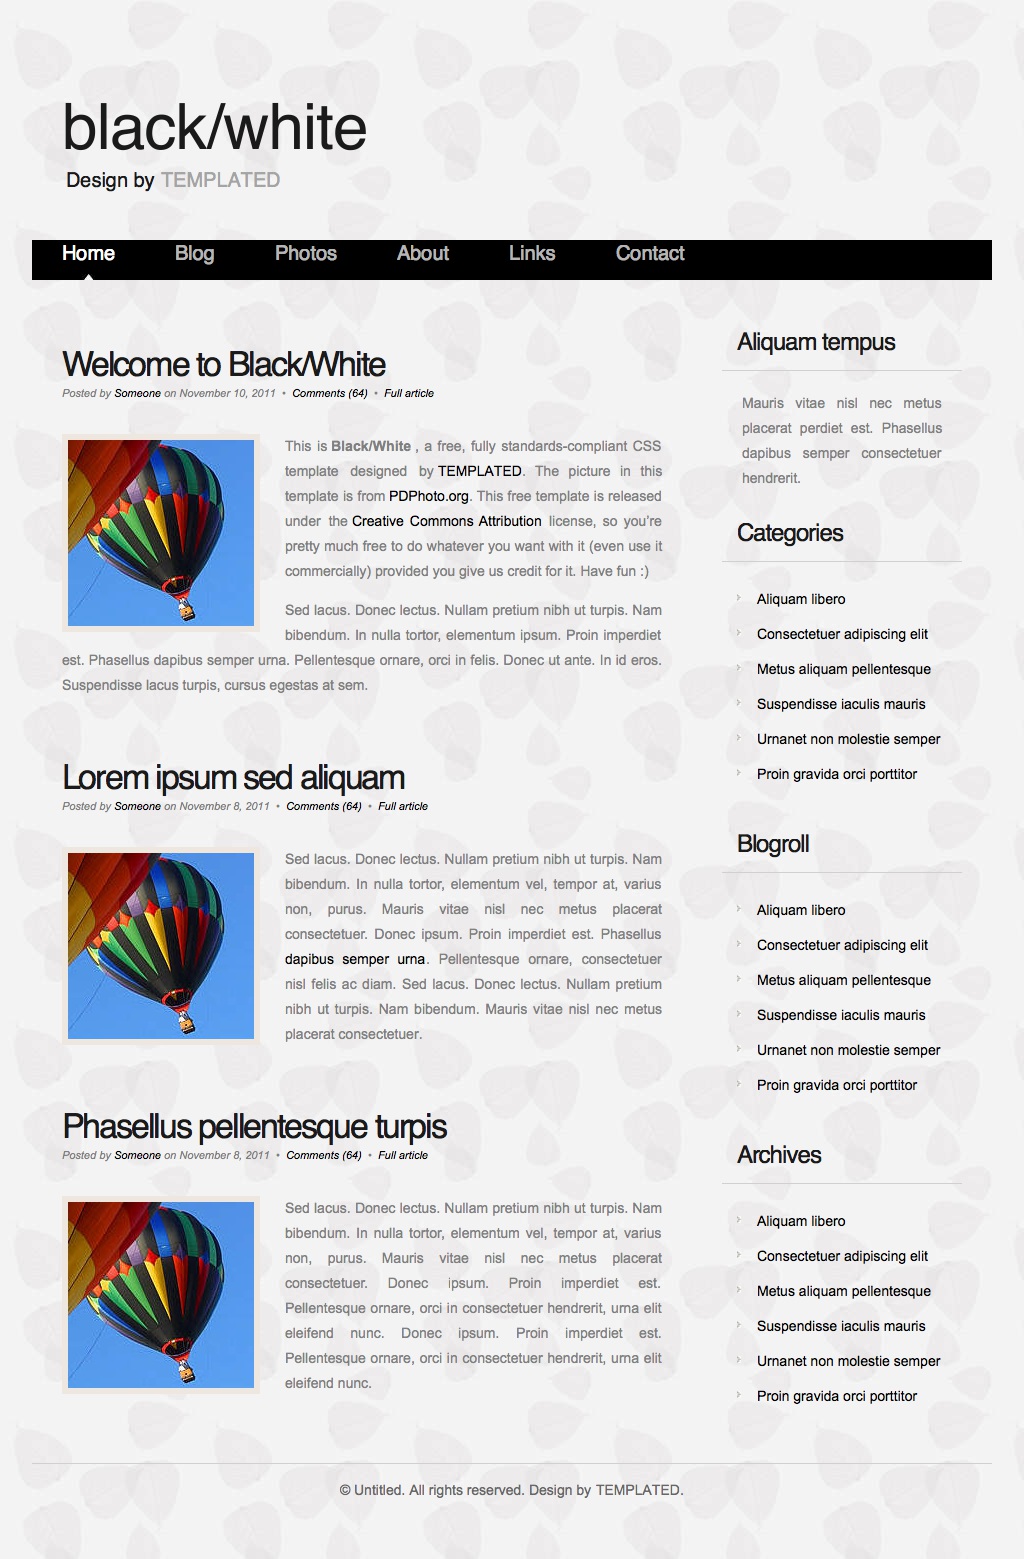 black/white
Design by TEMPLATED
Home Blog Photos About Links Contact
Welcome to Black/White
Posted by Someone on November 10, 2011 • Comments (64) • Full article
This is Black/White , a free, fully standards-compliant CSS
template designed by TEMPLATED. The picture in this
template is from PDPhoto.org. This free template is released
under the Creative Commons Attribution license, so you're
pretty much free to do whatever you want with it (even use it
commercially) provided you give us credit for it. Have fun :)
Sed lacus. Donec lectus. Nullam pretium nibh ut turpis. Nam
bibendum. In nulla tortor, elementum ipsum. Proin imperdiet
est. Phasellus dapibus semper urna. Pellentesque ornare, orci in felis. Donec ut ante. In id eros.
Suspendisse lacus turpis, cursus egestas at sem.
Lorem ipsum sed aliquam
Posted by Someone on November 8, 2011 • Comments (64) • Full article
Sed lacus. Donec lectus. Nullam pretium nibh ut turpis. Nam
bibendum. In nulla tortor, elementum vel, tempor at, varius
non, purus. Mauris vitae nisl nec metus placerat
consectetuer. Donec ipsum. Proin imperdiet est. Phasellus
dapibus semper urna. Pellentesque ornare, consectetuer
nisl felis ac diam. Sed lacus. Donec lectus. Nullam pretium
nibh ut turpis. Nam bibendum. Mauris vitae nisl nec metus
placerat consectetuer.
Phasellus pellentesque turpis
Posted by Someone on November 8, 2011 • Comments (64) • Full article
Sed lacus. Donec lectus. Nullam pretium nibh ut turpis. Nam
bibendum. In nulla tortor, elementum vel, tempor at, varius
non, purus. Mauris vitae nisl nec metus placerat
consectetuer. Donec ipsum. Proin imperdiet est.
Pellentesque ornare, orci in consectetuer hendrerit, urna elit
eleifend nunc. Donec ipsum. Proin imperdiet est.
Pellentesque ornare, orci in consectetuer hendrerit, urna elit
eleifend nunc.
Aliquam tempus
Mauris vitae nisl nec metus
placerat perdiet est. Phasellus
dapibus semper consectetuer
hendrerit.
Categories
Aliquam libero
Consectetuer adipiscing elit
Metus aliquam pellentesque
Suspendisse iaculis mauris
Urnanet non molestie semper
Proin gravida orci porttitor
Blogroll
Aliquam libero
Consectetuer adipiscing elit
Metus aliquam pellentesque
Suspendisse iaculis mauris
Urnanet non molestie semper
Proin gravida orci porttitor
Archives
Aliquam libero
Consectetuer adipiscing elit
Metus aliquam pellentesque
Suspendisse iaculis mauris
Urnanet non molestie semper
Proin gravida orci porttitor
© Untitled. All rights reserved. Design by TEMPLATED.